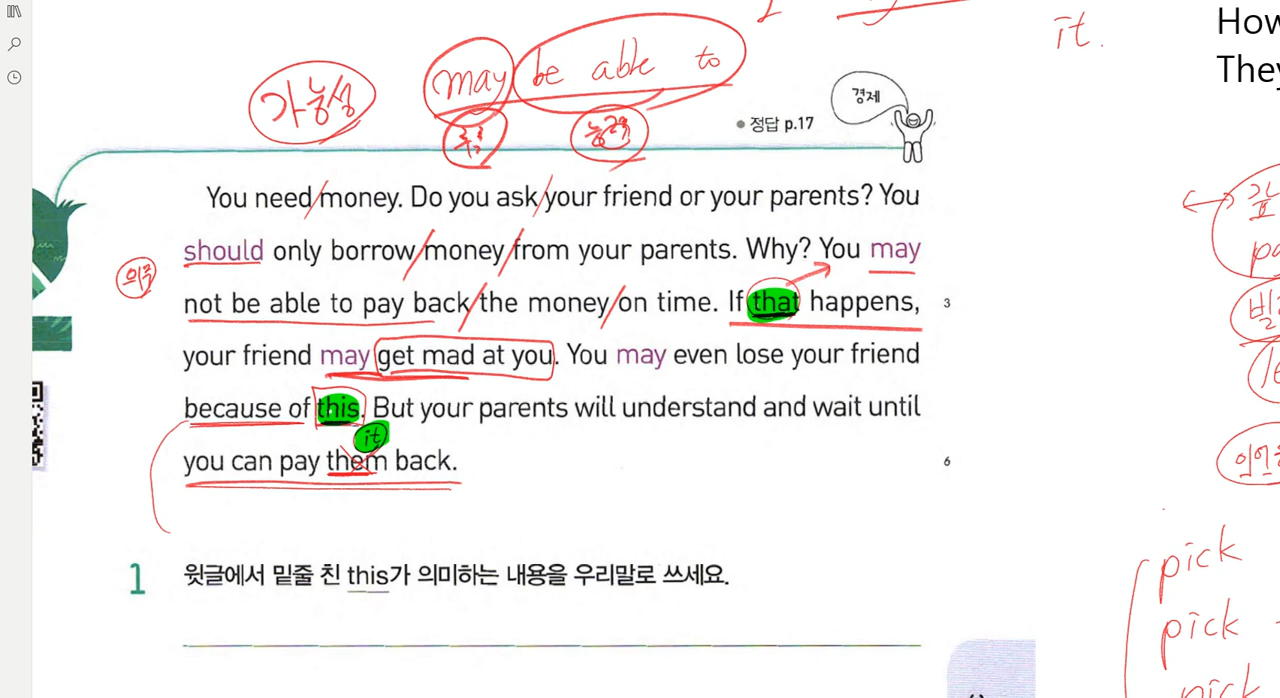 it.
How
They
가능성
may be able to
추측
능력
경제
정답 p.17
You need money. Do you ask your friend or your parents? You
should only borrow money from your parents. Why? You may
의무
not be able to pay back the money on time. If that happens,
3
your friend may get mad at you. You may even lose your friend
because of this. But your parents will understand and wait until
it
you can pay them back.
6
1 윗글에서 밑줄 친 this가 의미하는 내용을 우리말로 쓰세요.
pick
pick
pick